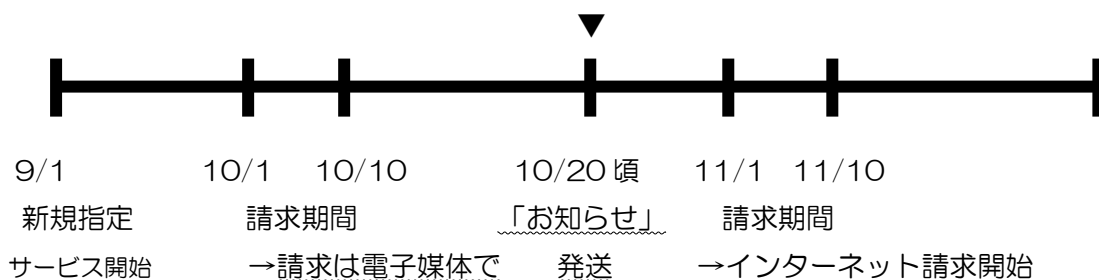 9/1 10/1 10/10 10/20頃 11/1 11/10
新規指定 請求期間 「お知らせ」 請求期間
サービス開始 →請求は電子媒体で 発送 →インターネット請求開始